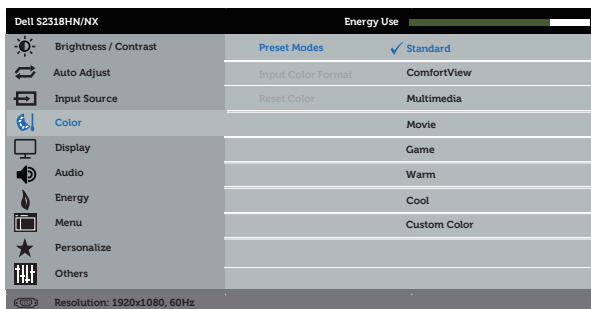 Dell S2318HN/NX Energy Use
Brightness / Contrast Preset Modes Standard
Auto Adjust Input Color Format ComfortView
Input Source Reset Color Multimedia
Color Movie
Display Game
Audio Warm
Energy Cool
Menu Custom Color
Personalize
Others
Resolution: 1920x1080, 60Hz